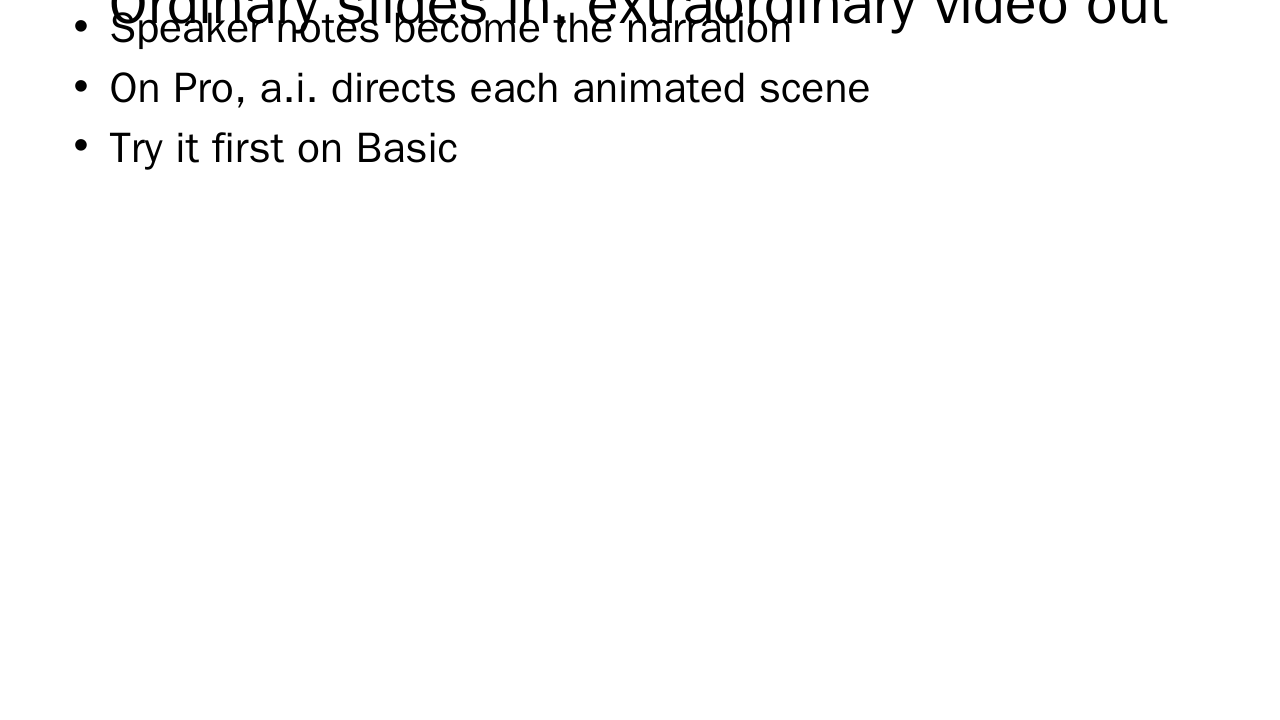 Ordinary slides in, extraordinary video out
• Speaker notes become the narration
• On Pro, a.i. directs each animated scene
• Try it first on Basic